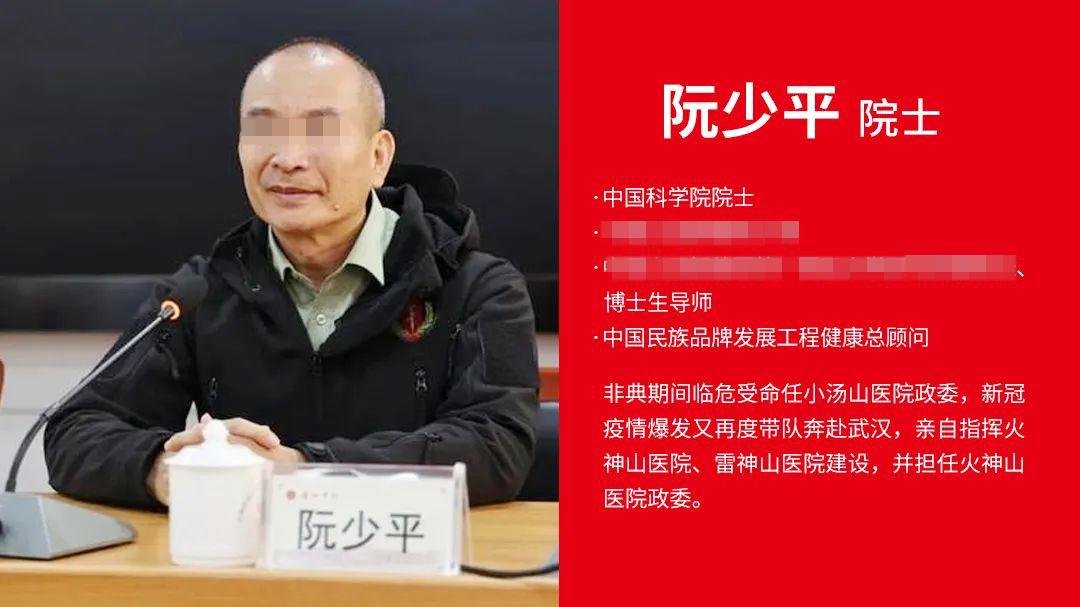 阮少平
阮少平 院士
·中国科学院院士
·
·
、
博士生导师
·中国民族品牌发展工程健康总顾问
非典期间临危受命任小汤山医院政委，新冠
疫情爆发又再度带队奔赴武汉，亲自指挥火
神山医院、雷神山医院建设，并担任火神山
医院政委。